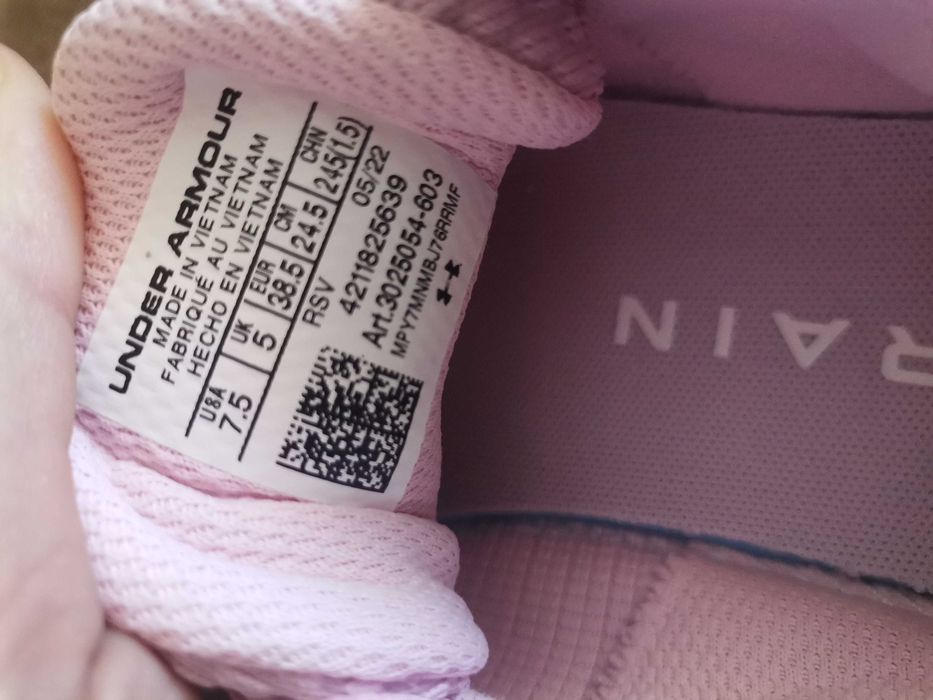 UNDER ARMOUR
MADE IN VIETNAM
FABRIQUÉ AU VIETNAM
HECHO EN VIETNAM
USA UK EUR CM CHN
7.5 5 38.5 24.5 245(1.5)
RSV 05/22
4211825639
Art.3025054-603
MPY7MNMBJ76RRMF
RAIN